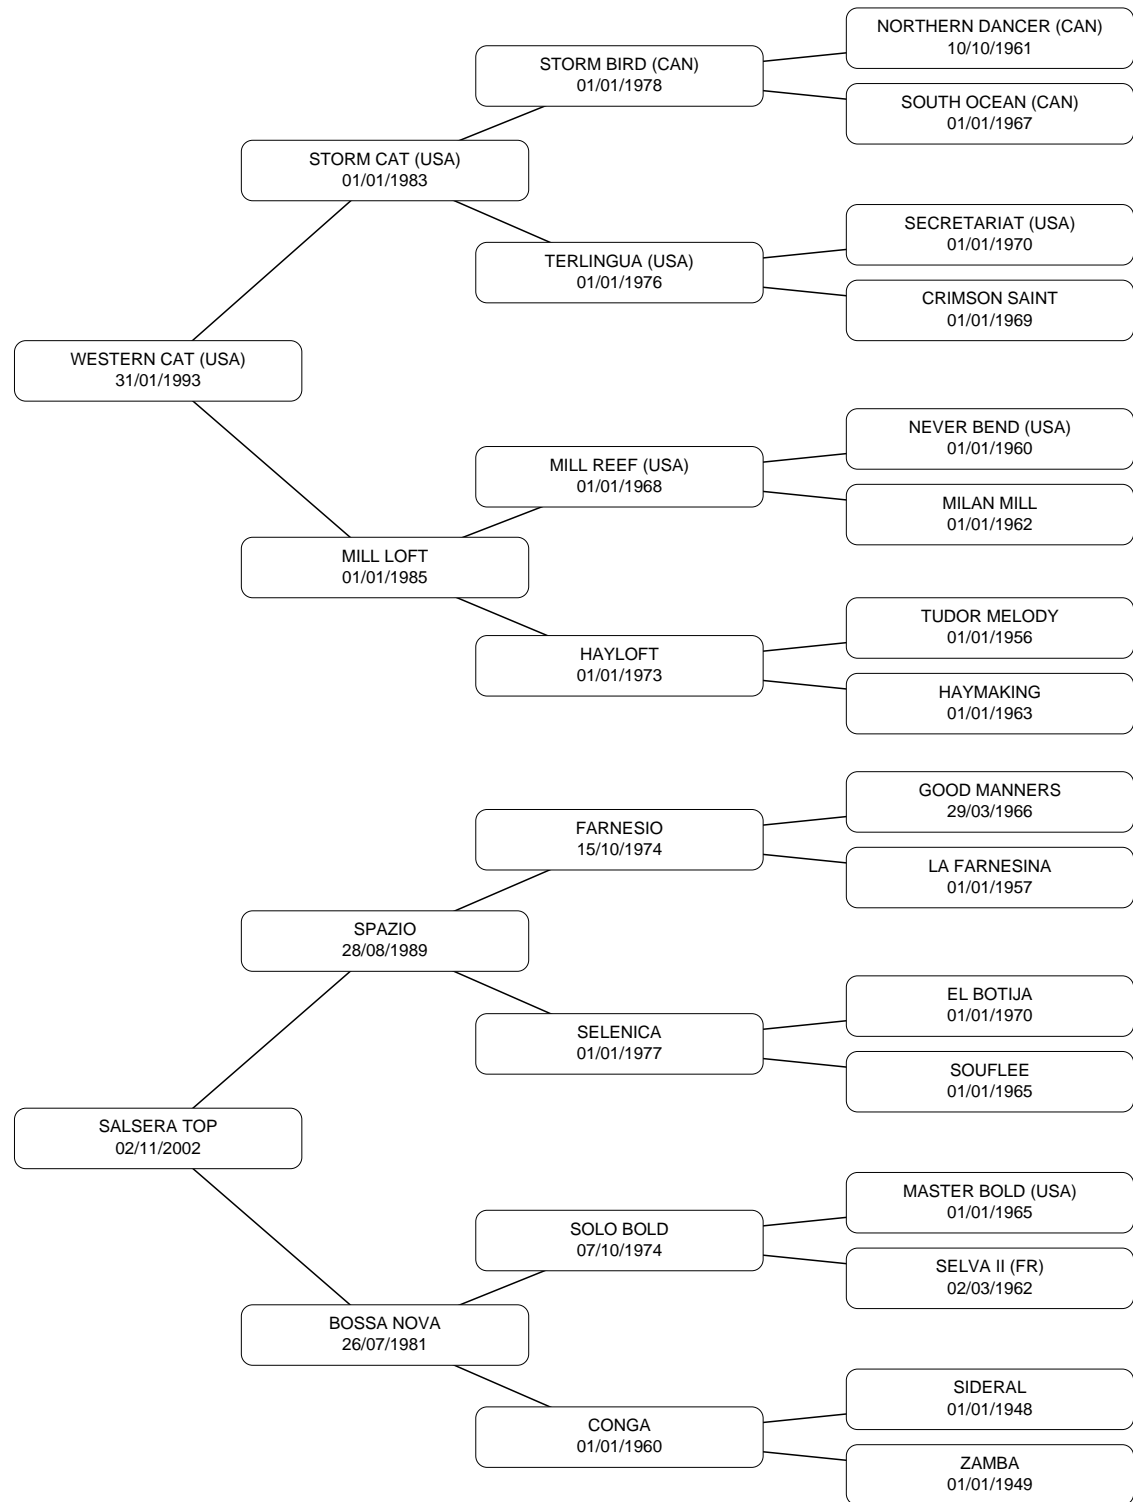 NORTHERN DANCER (CAN)
10/10/1961
STORM BIRD (CAN)
01/01/1978
SOUTH OCEAN (CAN)
01/01/1967
STORM CAT (USA)
01/01/1983
SECRETARIAT (USA)
01/01/1970
TERLINGUA (USA)
01/01/1976
CRIMSON SAINT
01/01/1969
WESTERN CAT (USA)
31/01/1993
NEVER BEND (USA)
01/01/1960
MILL REEF (USA)
01/01/1968
MILAN MILL
01/01/1962
MILL LOFT
01/01/1985
TUDOR MELODY
01/01/1956
HAYLOFT
01/01/1973
HAYMAKING
01/01/1963
GOOD MANNERS
29/03/1966
FARNESIO
15/10/1974
LA FARNESINA
01/01/1957
SPAZIO
28/08/1989
EL BOTIJA
01/01/1970
SELENICA
01/01/1977
SOUFLEE
01/01/1965
SALSERA TOP
02/11/2002
MASTER BOLD (USA)
01/01/1965
SOLO BOLD
07/10/1974
SELVA II (FR)
02/03/1962
BOSSA NOVA
26/07/1981
SIDERAL
01/01/1948
CONGA
01/01/1960
ZAMBA
01/01/1949